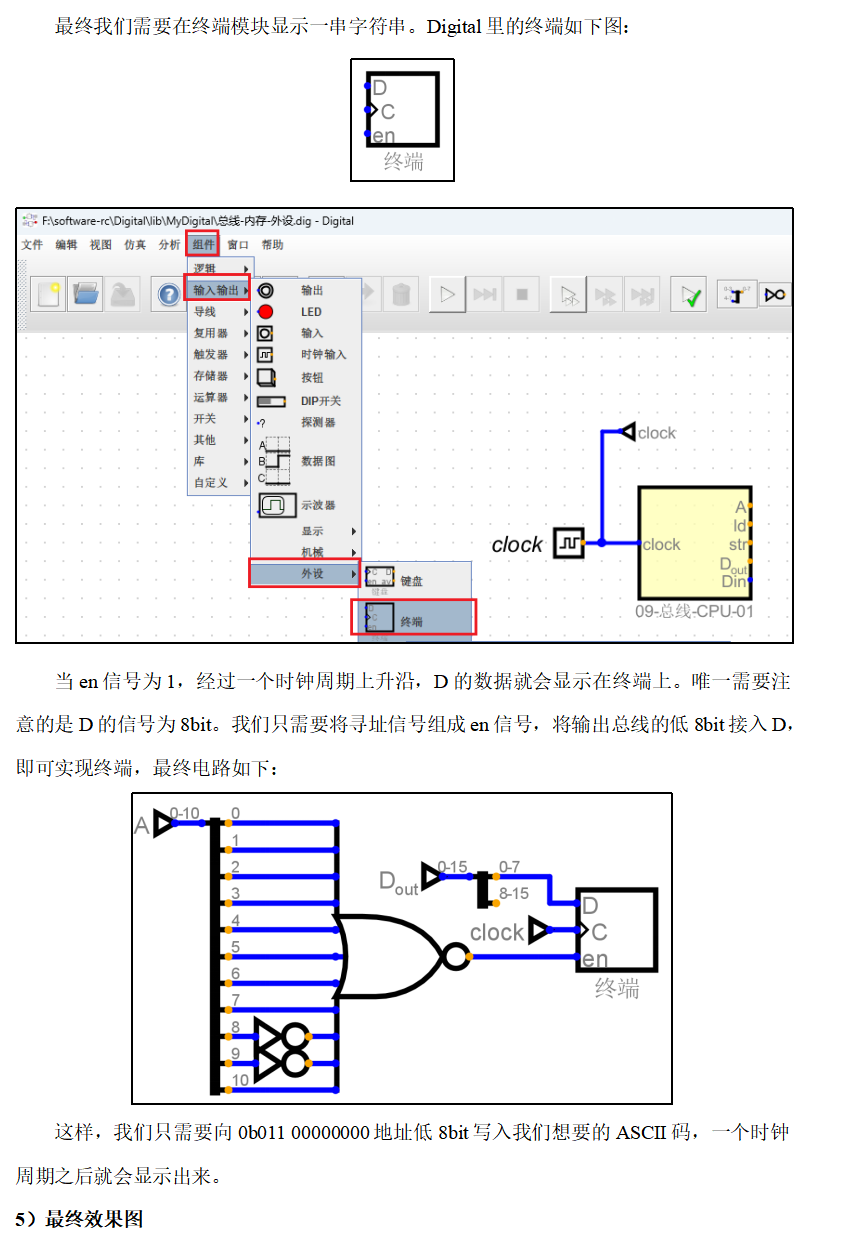 最终我们需要在终端模块显示一串字符串。Digital 里的终端如下图：
D
C
en
终端
F:\software-rc\Digital\lib\MyDigital\总线-内存-外设.dig - Digital
文件 编辑 视图 仿真 分析 组件 窗口 帮助
逻辑
输入输出
导线
复用器
触发器
存储器
运算器
开关
其他
库
自定义
输出
LED
输入
时钟输入
按钮
DIP开关
探测器
A
B
C
数据图
示波器
显示
机械
外设
键盘
终端
clock
clock
clock
A
ld
str
Dout
Din
09-总线-CPU-01
当 en 信号为 1，经过一个时钟周期上升沿，D 的数据就会显示在终端上。唯一需要注
意的是 D 的信号为 8bit。我们只需要将寻址信号组成 en 信号，将输出总线的低 8bit 接入 D，
即可实现终端，最终电路如下：
A
0-10
0
1
2
3
4
5
6
7
8
9
10
Dout
0-15
0-7
8-15
clock
D
C
en
终端
这样，我们只需要向 0b011 00000000 地址低 8bit 写入我们想要的 ASCII 码，一个时钟
周期之后就会显示出来。
5）最终效果图